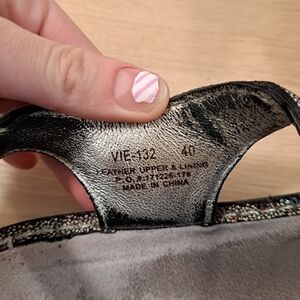 VIE-132 40
LEATHER UPPER & LINING
P.O.#:171226-178
MADE IN CHINA